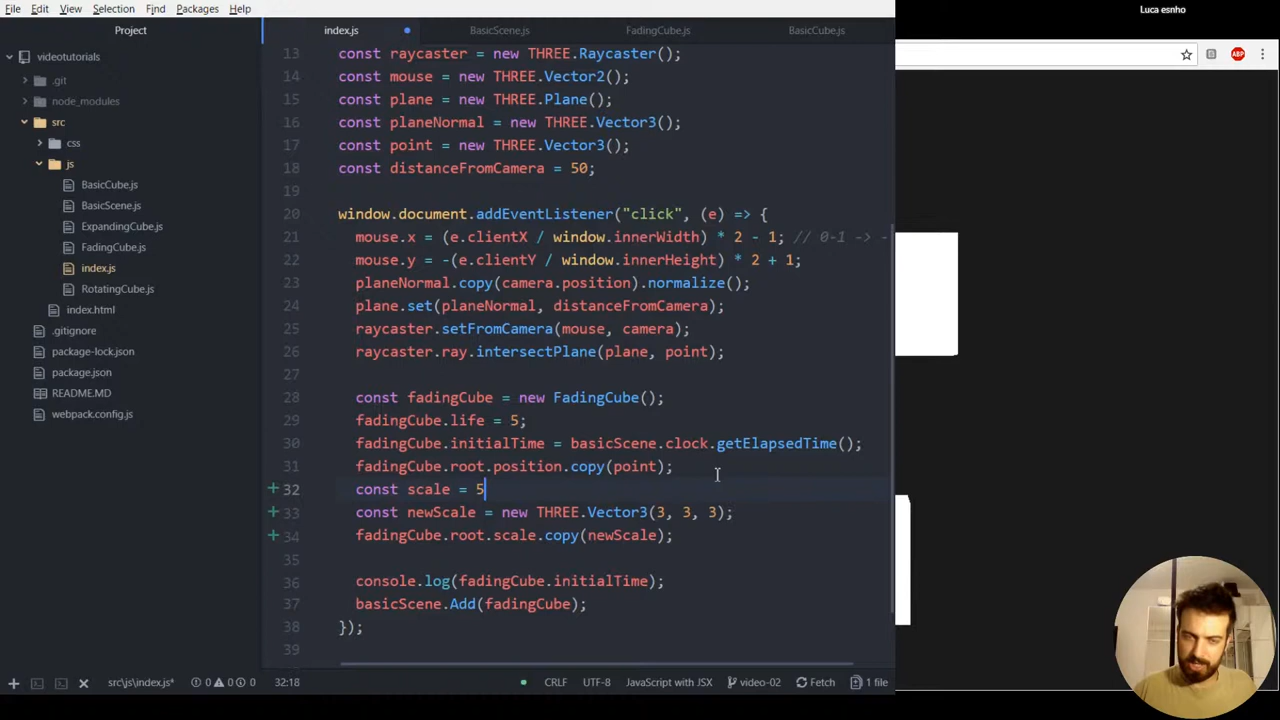 Luca esnho
File Edit View Selection Find Packages Help
Project
index.js BasicScene.js FadingCube.js BasicCube.js
videotutorials
.git
node_modules
src
css
js
BasicCube.js
BasicScene.js
ExpandingCube.js
FadingCube.js
index.js
RotatingCube.js
index.html
.gitignore
package-lock.json
package.json
README.MD
webpack.config.js
13 const raycaster = new THREE.Raycaster();
14 const mouse = new THREE.Vector2();
15 const plane = new THREE.Plane();
16 const planeNormal = new THREE.Vector3();
17 const point = new THREE.Vector3();
18 const distanceFromCamera = 50;
19
20 window.document.addEventListener("click", (e) => {
21 mouse.x = (e.clientX / window.innerWidth) * 2 - 1; // 0-1 -> -
22 mouse.y = -(e.clientY / window.innerHeight) * 2 + 1;
23 planeNormal.copy(camera.position).normalize();
24 plane.set(planeNormal, distanceFromCamera);
25 raycaster.setFromCamera(mouse, camera);
26 raycaster.ray.intersectPlane(plane, point);
27
28 const fadingCube = new FadingCube();
29 fadingCube.life = 5;
30 fadingCube.initialTime = basicScene.clock.getElapsedTime();
31 fadingCube.root.position.copy(point);
32 const scale = 5
33 const newScale = new THREE.Vector3(3, 3, 3);
34 fadingCube.root.scale.copy(newScale);
35
36 console.log(fadingCube.initialTime);
37 basicScene.Add(fadingCube);
38 });
39
ABP
src\js\index.js* 0 0 0 32:18 CRLF UTF-8 JavaScript with JSX video-02 Fetch 1 file